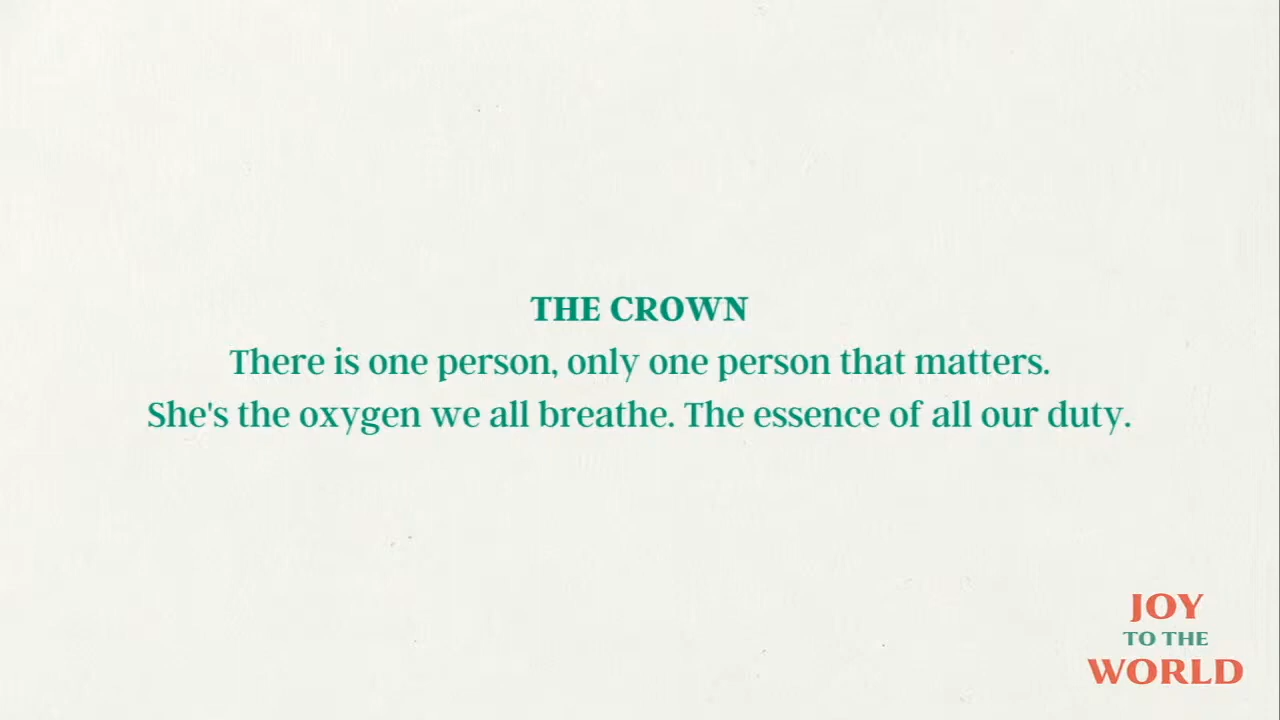 THE CROWN
There is one person, only one person that matters.
She's the oxygen we all breathe. The essence of all our duty.
JOY
TO THE
WORLD